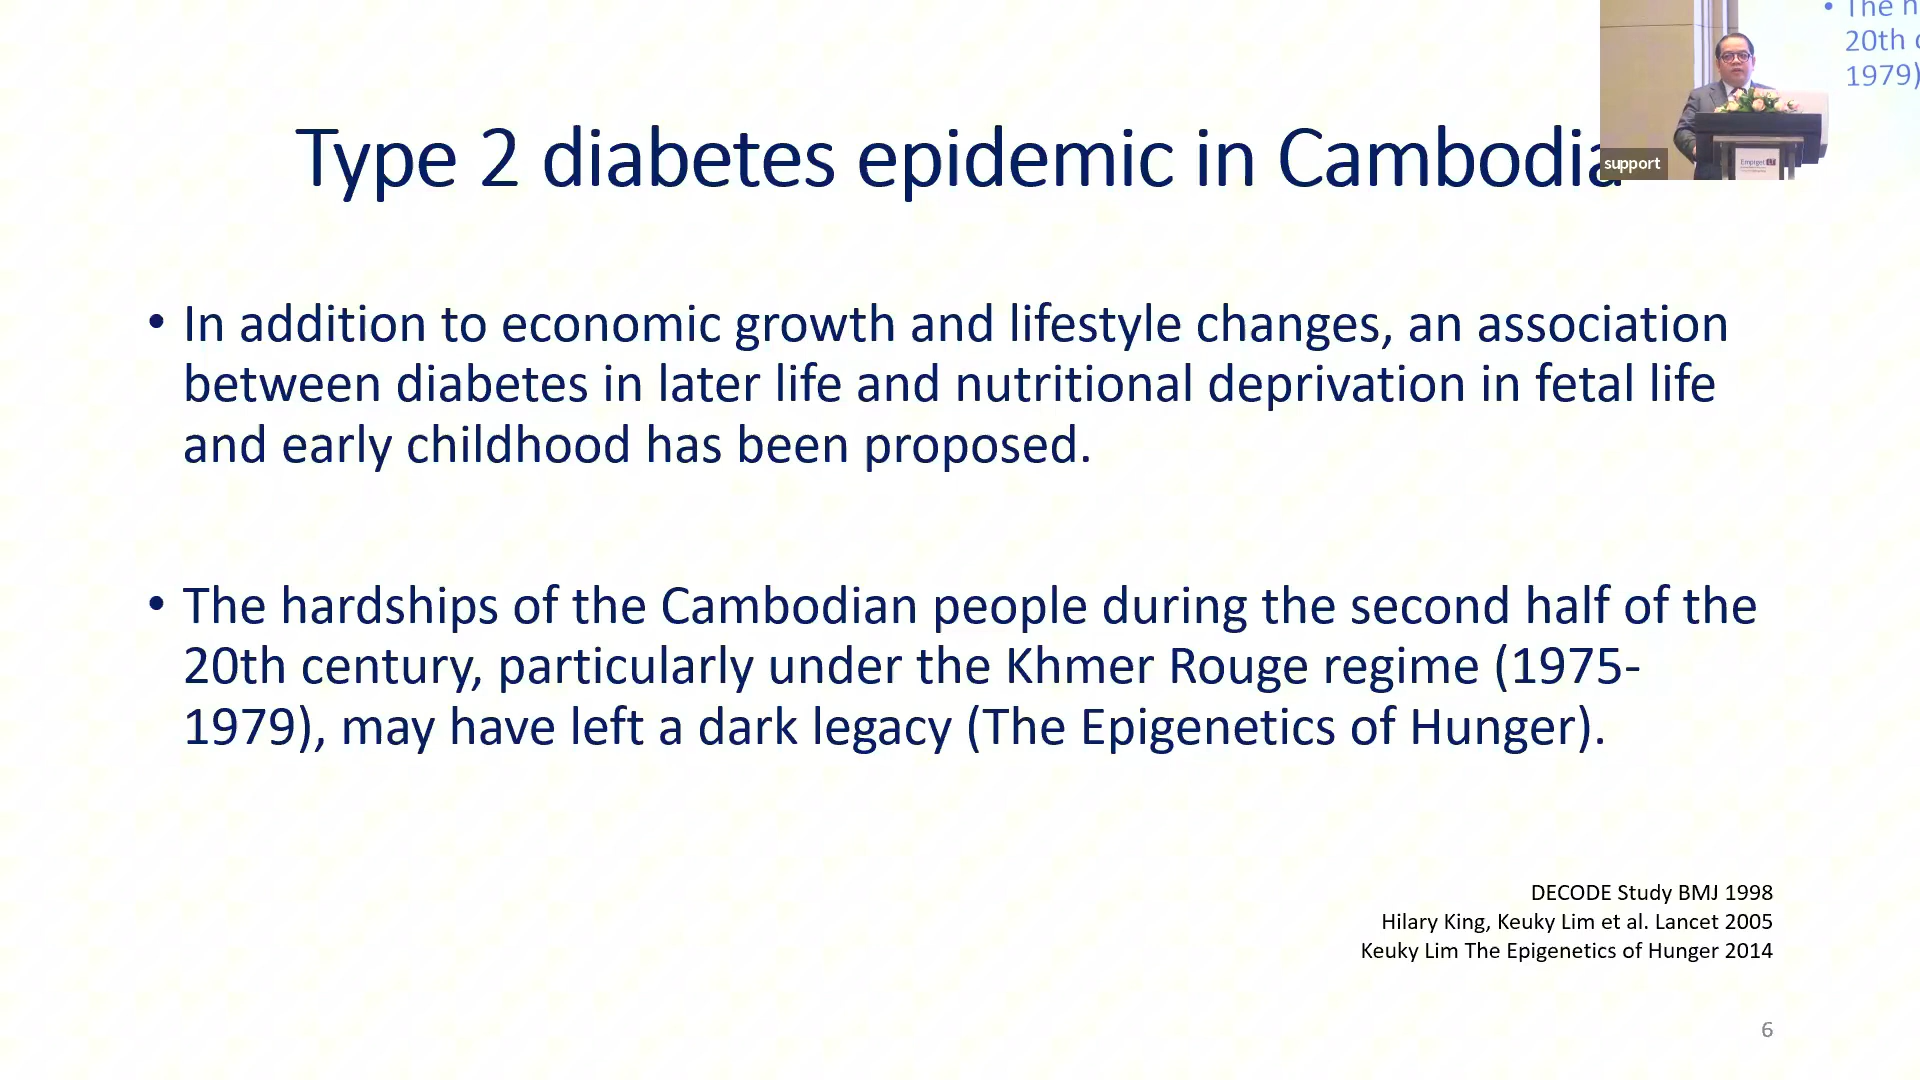 Type 2 diabetes epidemic in Cambodia
• The h
20th c
1979)
support
• In addition to economic growth and lifestyle changes, an association
between diabetes in later life and nutritional deprivation in fetal life
and early childhood has been proposed.
• The hardships of the Cambodian people during the second half of the
20th century, particularly under the Khmer Rouge regime (1975-
1979), may have left a dark legacy (The Epigenetics of Hunger).
DECODE Study BMJ 1998
Hilary King, Keuky Lim et al. Lancet 2005
Keuky Lim The Epigenetics of Hunger 2014
6